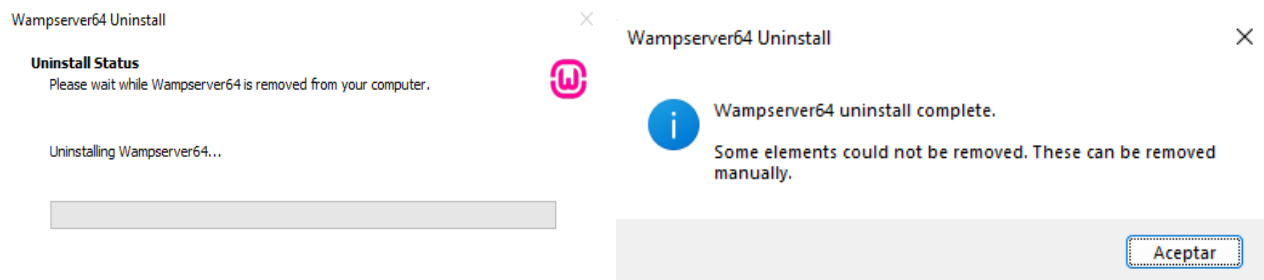 Wampserver64 Uninstall
Uninstall Status
Please wait while Wampserver64 is removed from your computer.
Uninstalling Wampserver64...
Wampserver64 Uninstall
Wampserver64 uninstall complete.
Some elements could not be removed. These can be removed
manually.
Aceptar